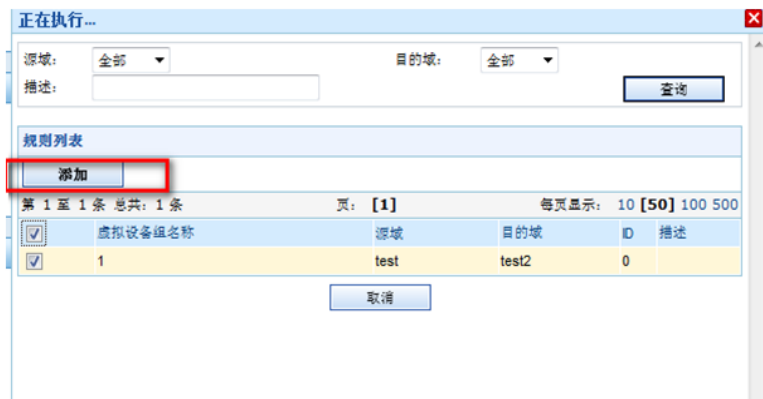 正在执行...
源域： 全部 目的域： 全部
描述： 查询
规则列表
添加
第 1 至 1 条 总共：1 条 页： [1] 每页显示： 10 [50] 100 500
虚拟设备组名称 源域 目的域 ID 描述
1 test test2 0
取消